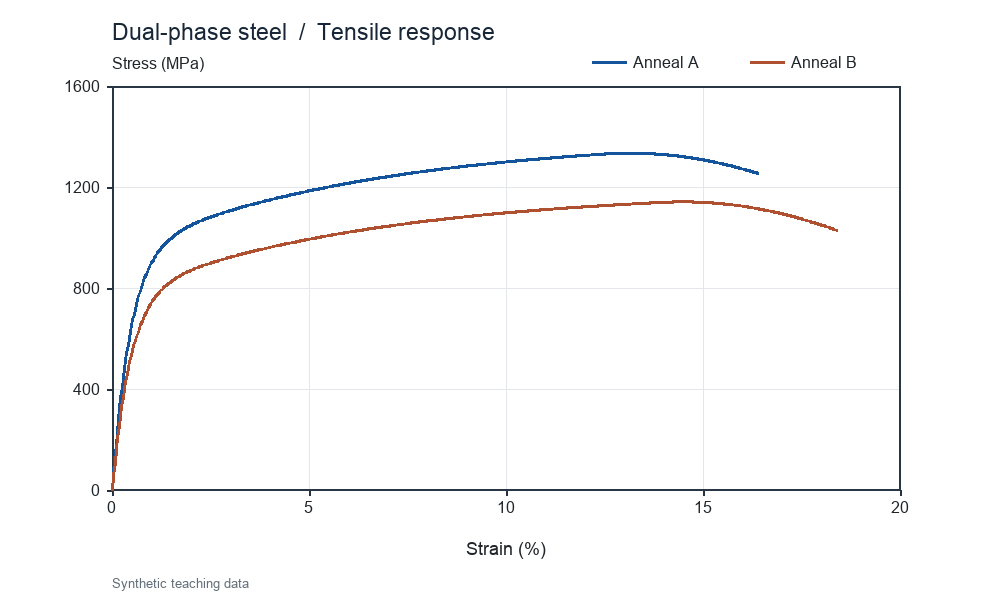 Dual-phase steel / Tensile response
Stress (MPa)
Anneal A
Anneal B
1600
1200
800
400
0
0
5
10
15
20
Strain (%)
Synthetic teaching data